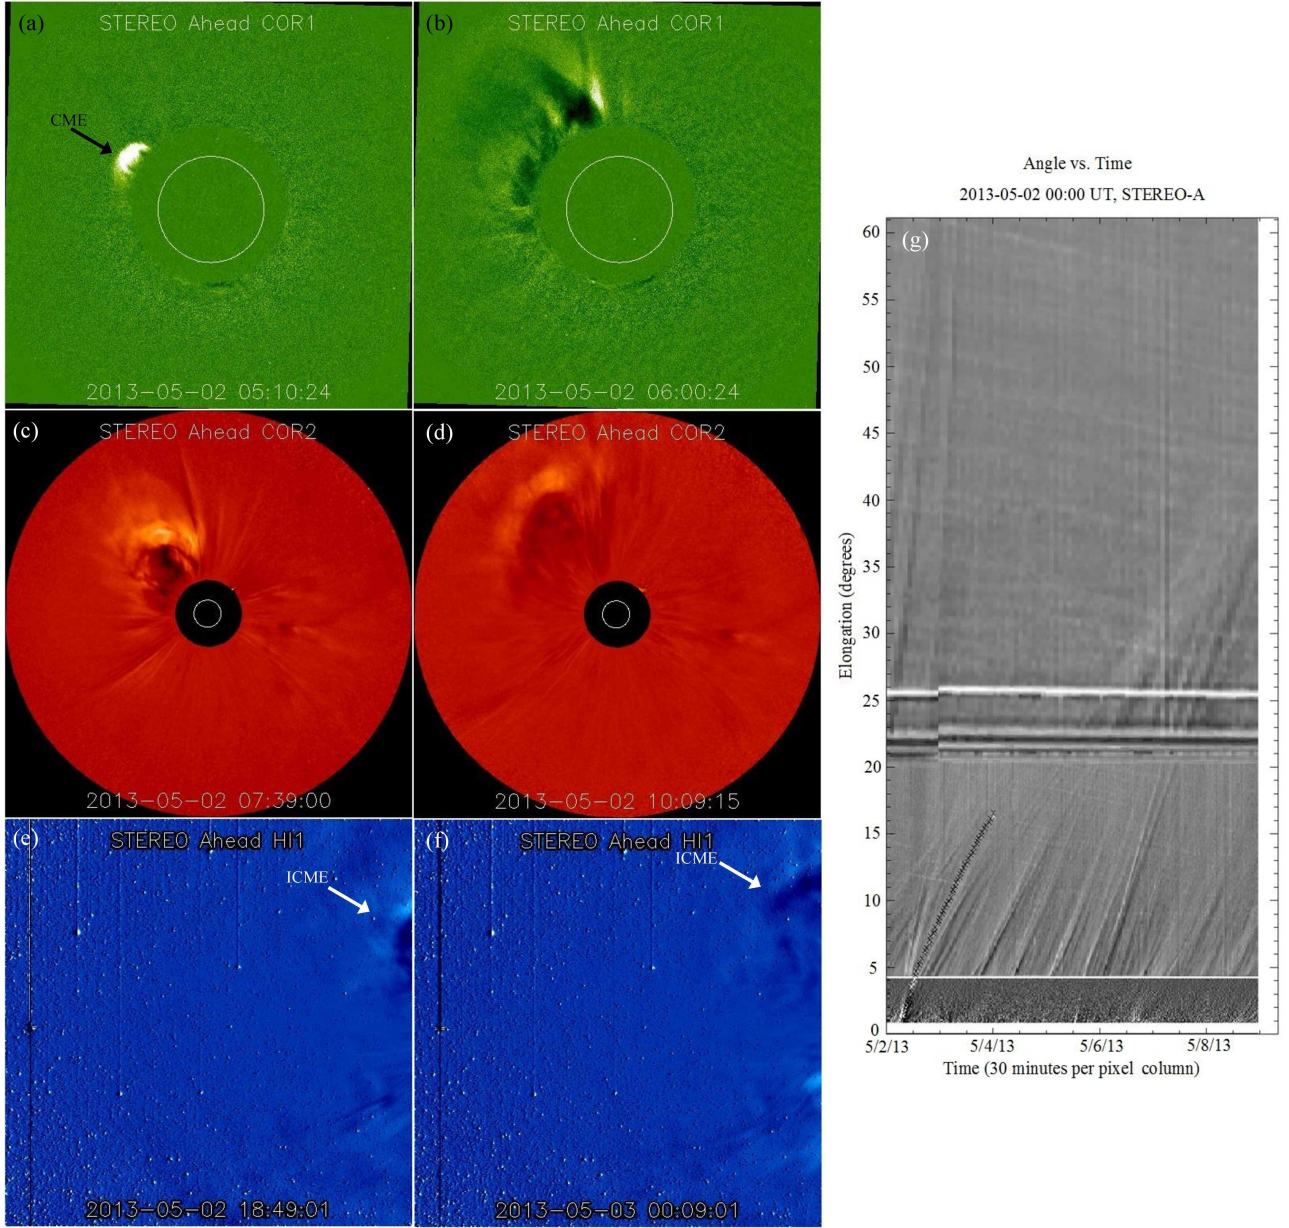 (a)
STEREO Ahead COR1
CME
2013-05-02 05:10:24
(b)
STEREO Ahead COR1
2013-05-02 06:00:24
(c)
STEREO Ahead COR2
2013-05-02 07:39:00
(d)
STEREO Ahead COR2
2013-05-02 10:09:15
(e)
STEREO Ahead HI1
ICME
2013-05-02 18:49:01
(f)
STEREO Ahead HI1
ICME
2013-05-03 00:09:01
Angle vs. Time
2013-05-02 00:00 UT, STEREO-A
(g)
Elongation (degrees)
60
55
50
45
40
35
30
25
20
15
10
5
0
5/2/13 5/4/13 5/6/13 5/8/13
Time (30 minutes per pixel column)